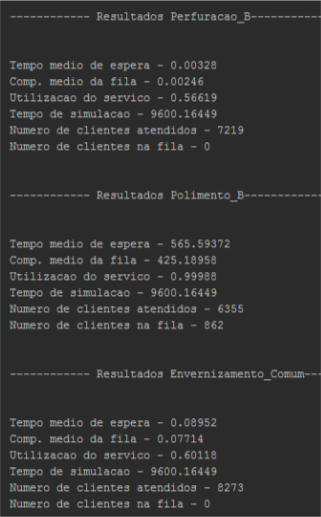 ------------ Resultados Perfuracao_B-----------
Tempo medio de espera - 0.00328
Comp. medio da fila - 0.00246
Utilizacao do servico - 0.56619
Tempo de simulacao - 9600.16449
Numero de clientes atendidos - 7219
Numero de clientes na fila - 0
------------ Resultados Polimento_B-----------
Tempo medio de espera - 565.59372
Comp. medio da fila - 425.18958
Utilizacao do servico - 0.99988
Tempo de simulacao - 9600.16449
Numero de clientes atendidos - 6355
Numero de clientes na fila - 862
------------ Resultados Envernizamento_Comum---
Tempo medio de espera - 0.08952
Comp. medio da fila - 0.07714
Utilizacao do servico - 0.60118
Tempo de simulacao - 9600.16449
Numero de clientes atendidos - 8273
Numero de clientes na fila - 0